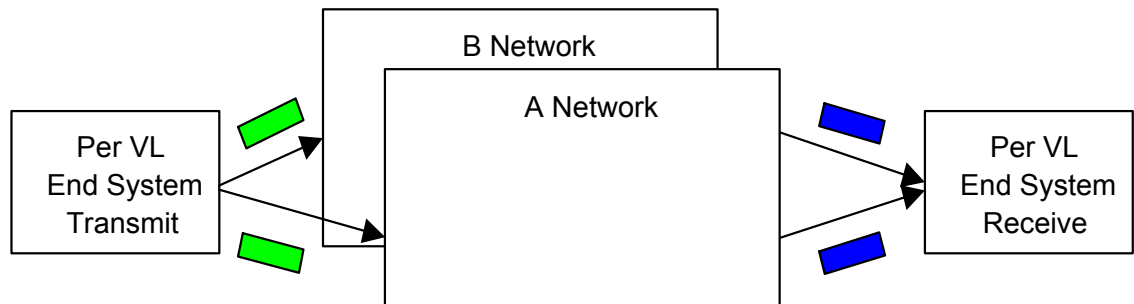 B Network
A Network
Per VL
End System
Transmit
Per VL
End System
Receive